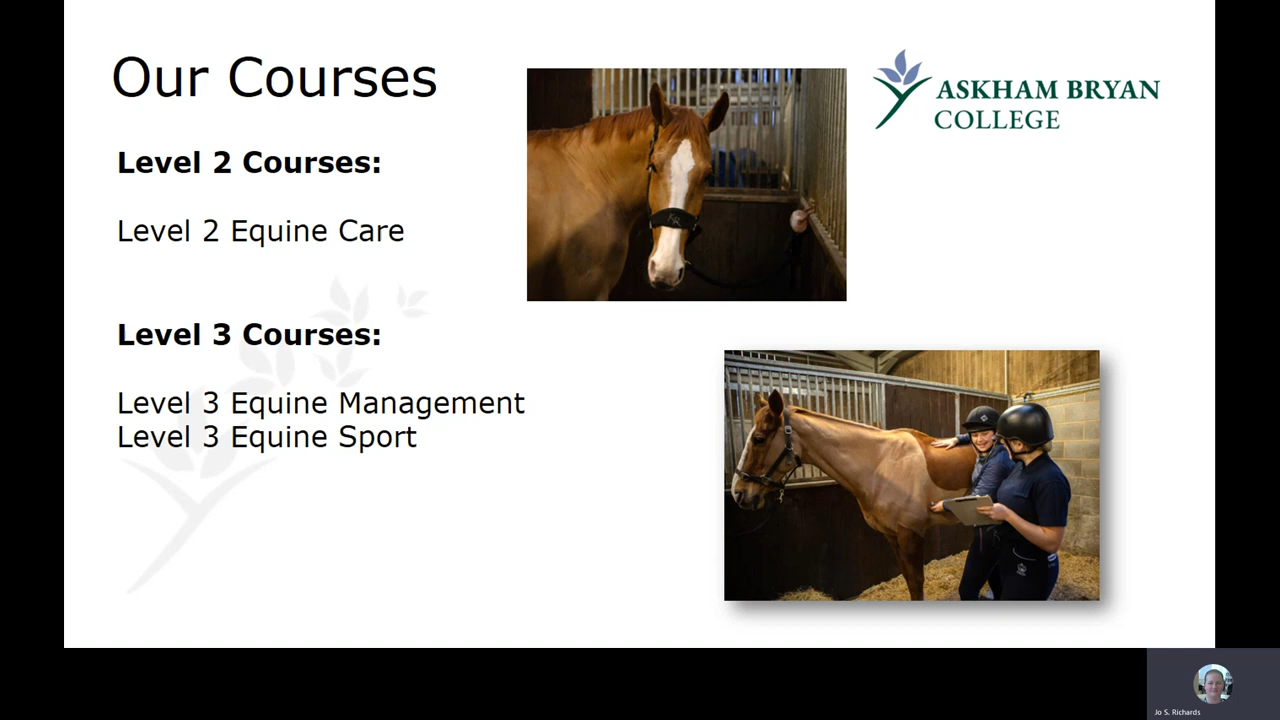 Our Courses
ASKHAM BRYAN
COLLEGE
Level 2 Courses:
Level 2 Equine Care
Level 3 Courses:
Level 3 Equine Management
Level 3 Equine Sport
Jo S. Richards